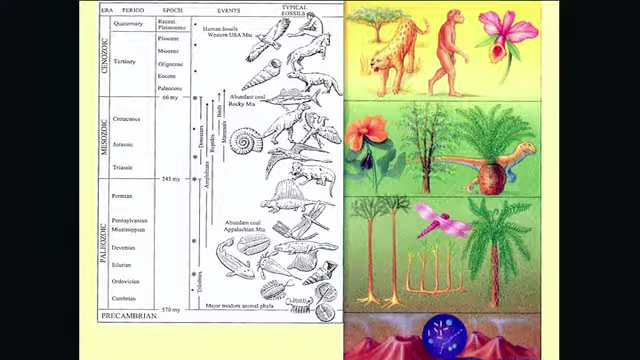 ERA PERIOD EPOCH EVENTS TYPICAL FOSSILS
CENOZOIC
Quaternary
Recent
Pleistocene
Human fossils
Western USA Mts
Tertiary
Pliocene
Miocene
Oligocene
Eocene
Paleocene
66 my
Abundant coal
Rocky Mts
MESOZOIC
Cretaceous
Jurassic
Triassic
245 my
Dinosaurs
Amphibians
Reptiles
Birds
Mammals
PALEOZOIC
Permian
Pennsylvanian
Mississippian
Abundant coal
Appalachian Mts
Devonian
Silurian
Ordovician
Cambrian
Trilobites
570 my
Major modern animal phyla
PRECAMBRIAN